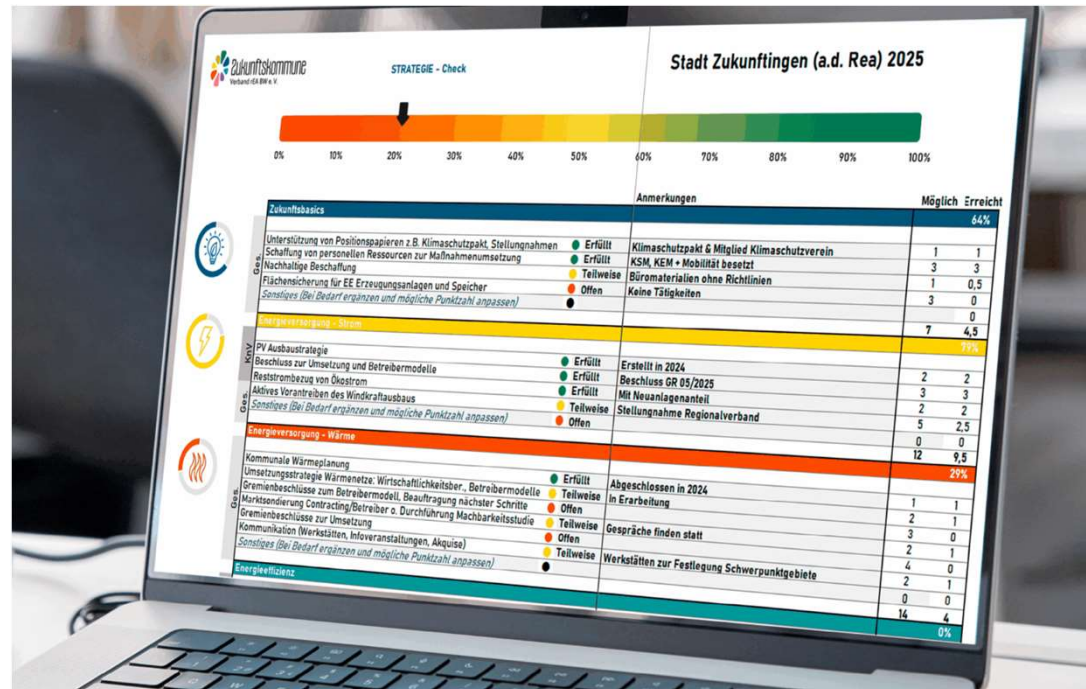 Zukunftskommune
Verband rEA BW e. V.
STRATEGIE - Check
Stadt Zukunftingen (a.d. Rea) 2025
0% 10% 20% 30% 40% 50% 60% 70% 80% 90% 100%
Anmerkungen Möglich Erreicht
Zukunftsbasics 64%
Ges.
Unterstützung von Positionspapieren z.B. Klimaschutzpakt, Stellungnahmen Erfüllt Klimaschutzpakt & Mitglied Klimaschutzverein 1 1
Schaffung von personellen Ressourcen zur Maßnahmenumsetzung Erfüllt KSM, KEM + Mobilität besetzt 3 3
Nachhaltige Beschaffung Teilweise Büromaterialien ohne Richtlinien 1 0,5
Flächensicherung für EE Erzeugungsanlagen und Speicher Offen Keine Tätigkeiten 3 0
Sonstiges (Bei Bedarf ergänzen und mögliche Punktzahl anpassen) 0
7 4,5
Energieversorgung - Strom 79%
KnV
PV Ausbaustrategie Erfüllt Erstellt in 2024 2 2
Beschluss zur Umsetzung und Betreibermodelle Erfüllt Beschluss GR 05/2025 3 3
Reststrombezug von Ökostrom Erfüllt Mit Neuanlagenanteil 2 2
Ges.
Aktives Vorantreiben des Windkraftausbaus Teilweise Stellungnahme Regionalverband 5 2,5
Sonstiges (Bei Bedarf ergänzen und mögliche Punktzahl anpassen) Offen 0 0
12 9,5
Energieversorgung - Wärme 29%
Ges.
Kommunale Wärmeplanung Erfüllt Abgeschlossen in 2024 1 1
Umsetzungsstrategie Wärmenetze: Wirtschaftlichkeitsber., Betreibermodelle Teilweise In Erarbeitung 2 1
Gremienbeschlüsse zum Betreibermodell, Beauftragung nächster Schritte Offen 3 0
Marktsondierung Contracting/Betreiber o. Durchführung Machbarkeitsstudie Teilweise Gespräche finden statt 2 1
Gremienbeschlüsse zur Umsetzung Offen 4 0
Kommunikation (Werkstätten, Infoveranstaltungen, Akquise) Teilweise Werkstätten zur Festlegung Schwerpunktgebiete 2 1
Sonstiges (Bei Bedarf ergänzen und mögliche Punktzahl anpassen) 0 0
14 4
Energieeffizienz 0%